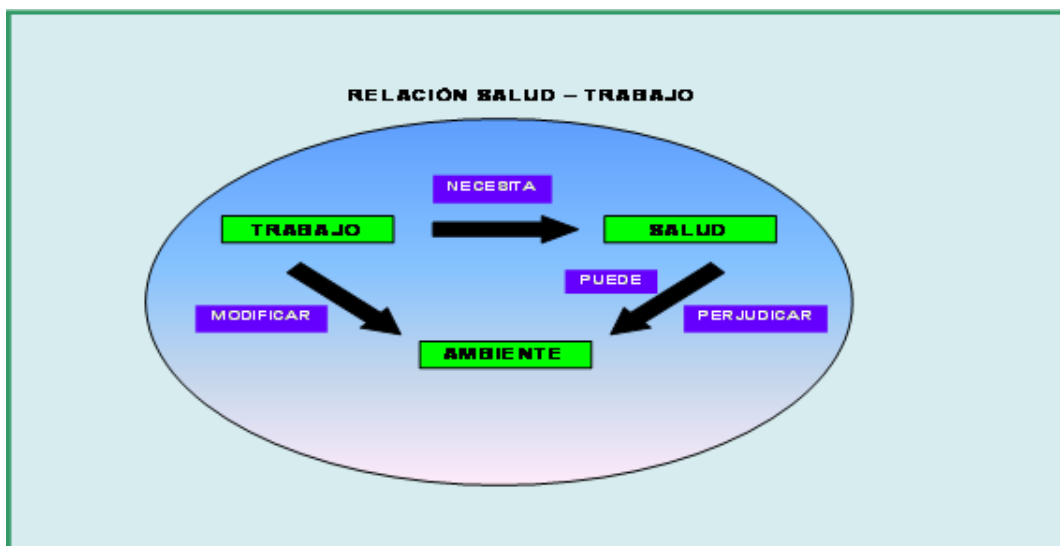 RELACIÓN SALUD – TRABAJO
NECESITA
TRABAJO
SALUD
PUEDE
MODIFICAR
PERJUDICAR
AMBIENTE